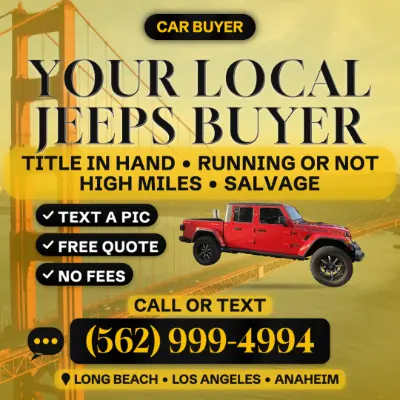 CAR BUYER
YOUR LOCAL
JEEPS BUYER
TITLE IN HAND • RUNNING OR NOT
HIGH MILES • SALVAGE
TEXT A PIC
FREE QUOTE
NO FEES
CALL OR TEXT
(562) 999-4994
LONG BEACH • LOS ANGELES • ANAHEIM